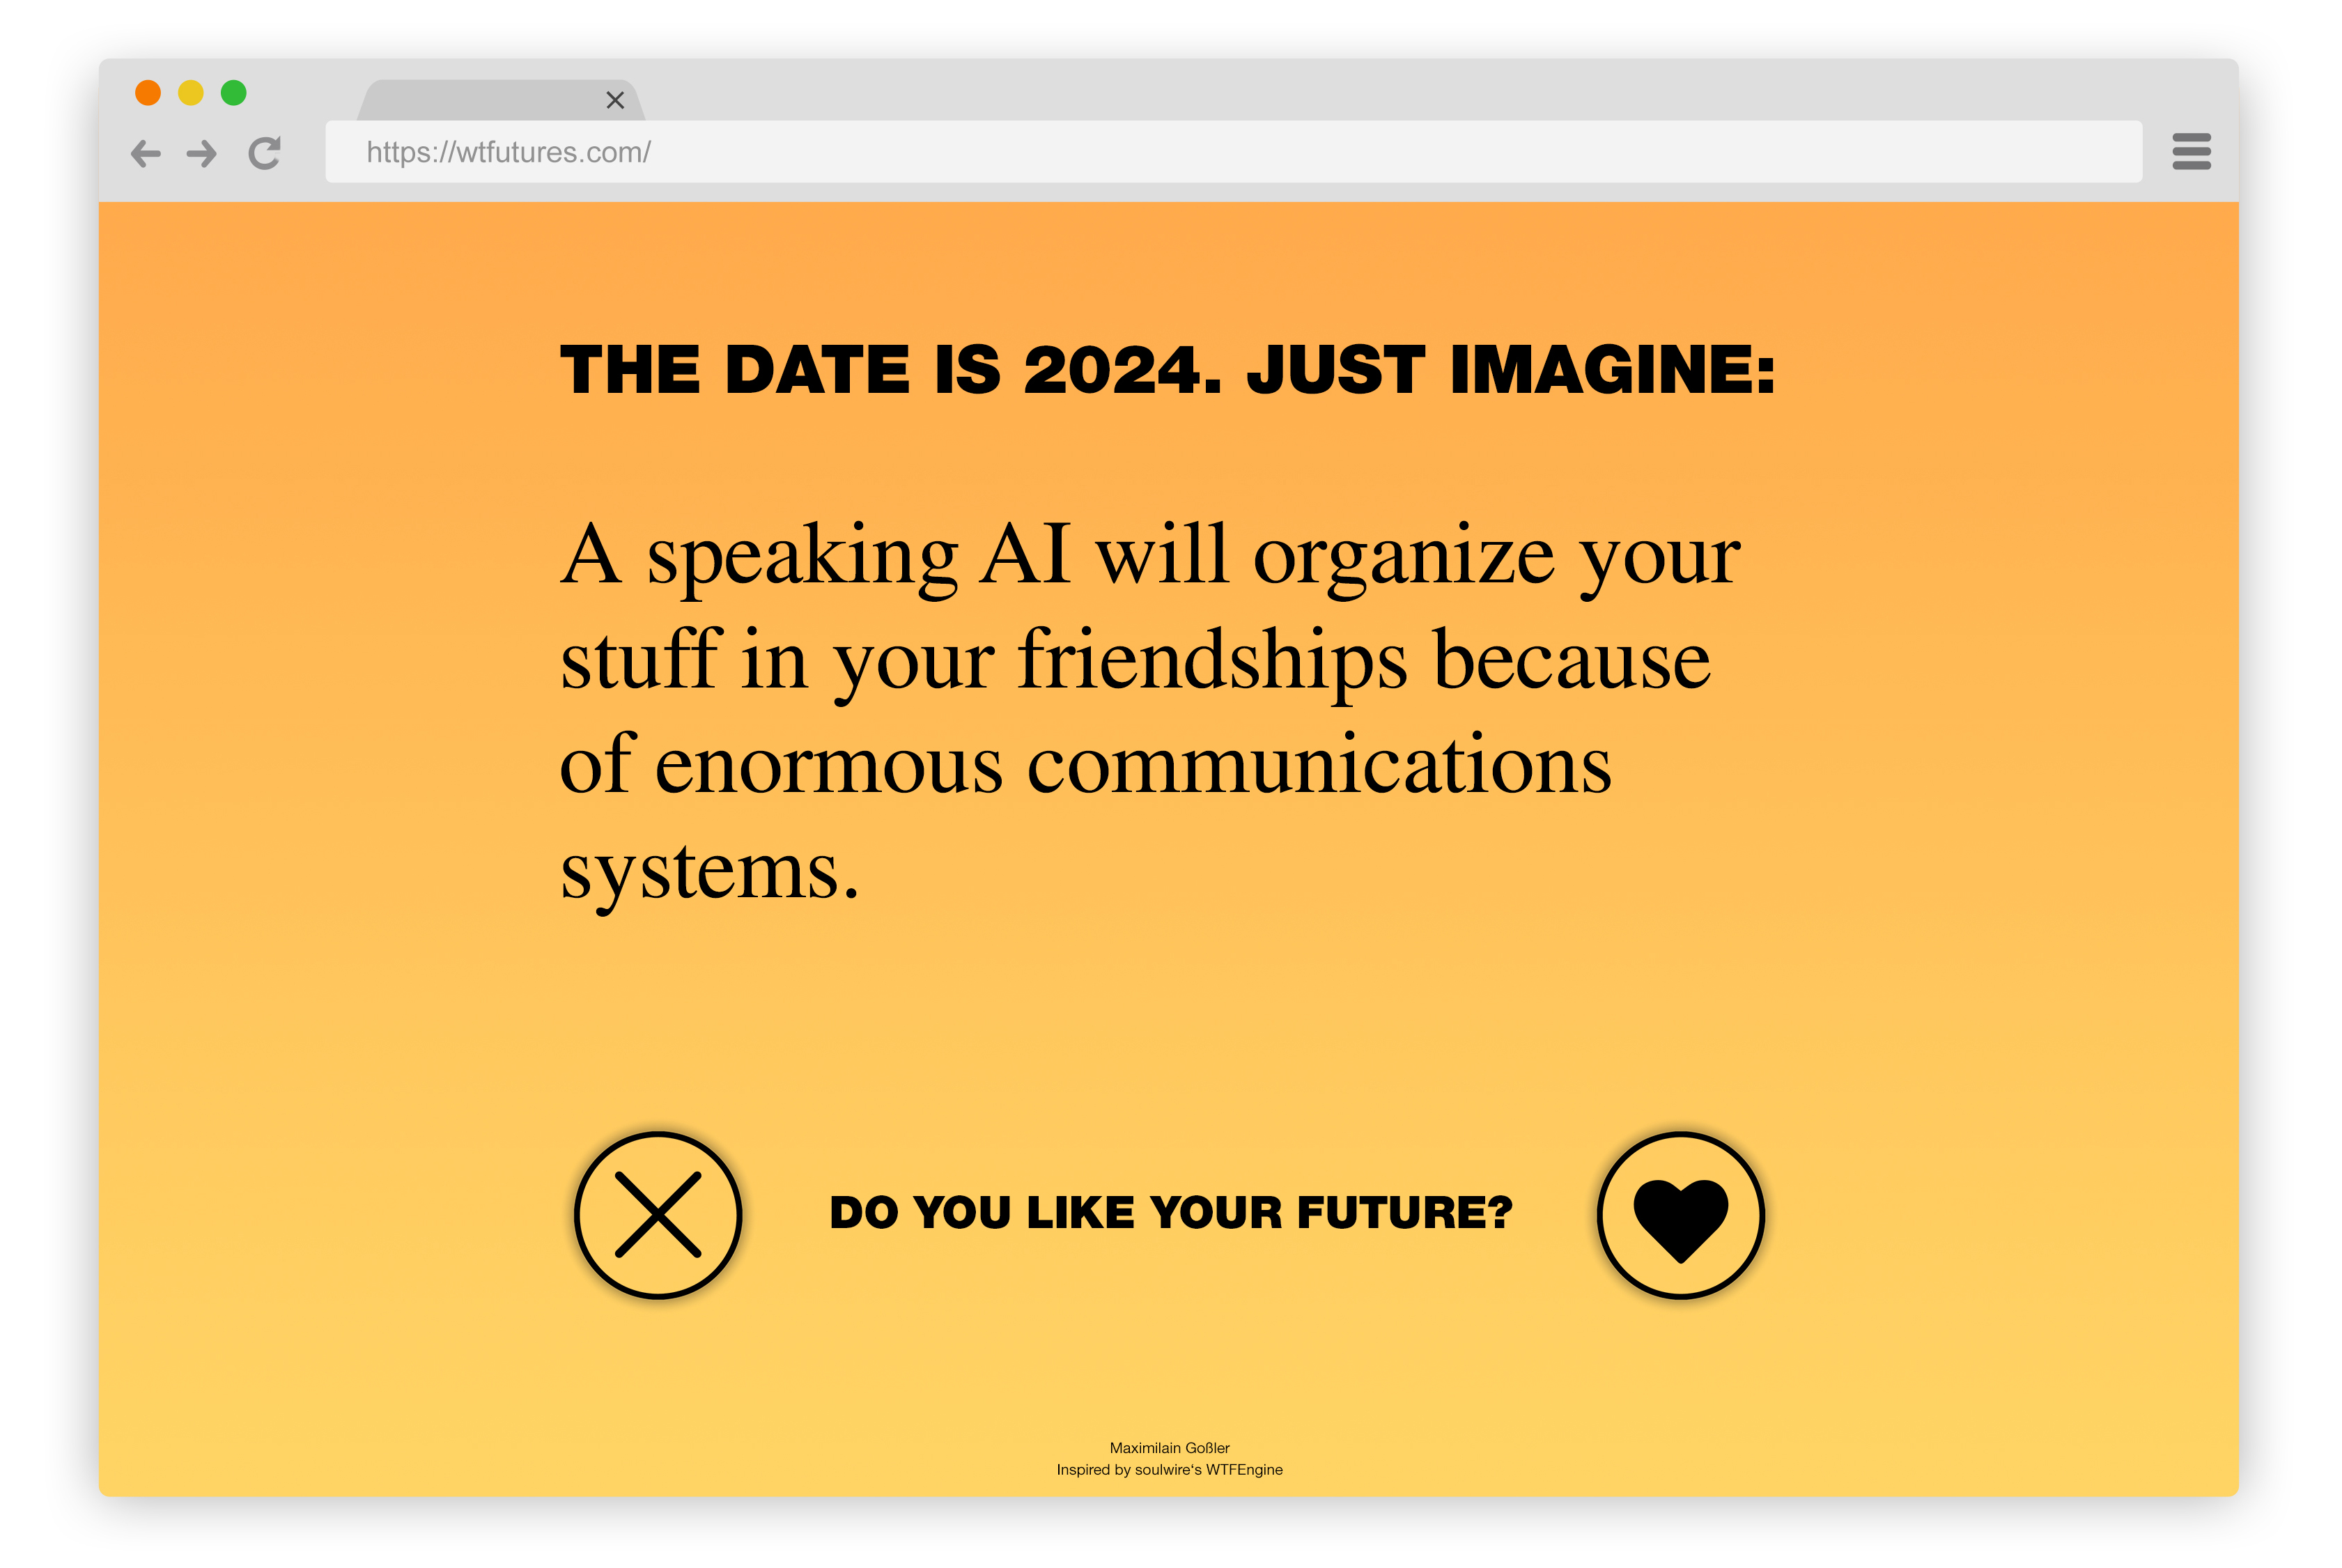 https://wtfutures.com/
THE DATE IS 2024. JUST IMAGINE:
A speaking AI will organize your
stuff in your friendships because
of enormous communications
systems.
DO YOU LIKE YOUR FUTURE?
Maximilain Goßler
Inspired by soulwire‘s WTFEngine